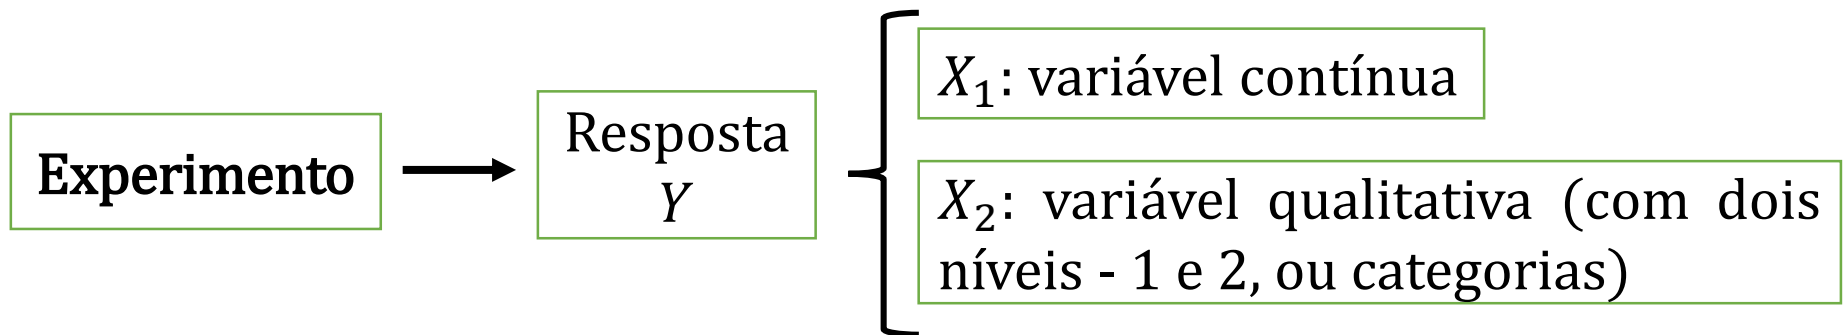 Experimento
Resposta
Y
X₁: variável contínua
X₂: variável qualitativa (com dois
níveis - 1 e 2, ou categorias)